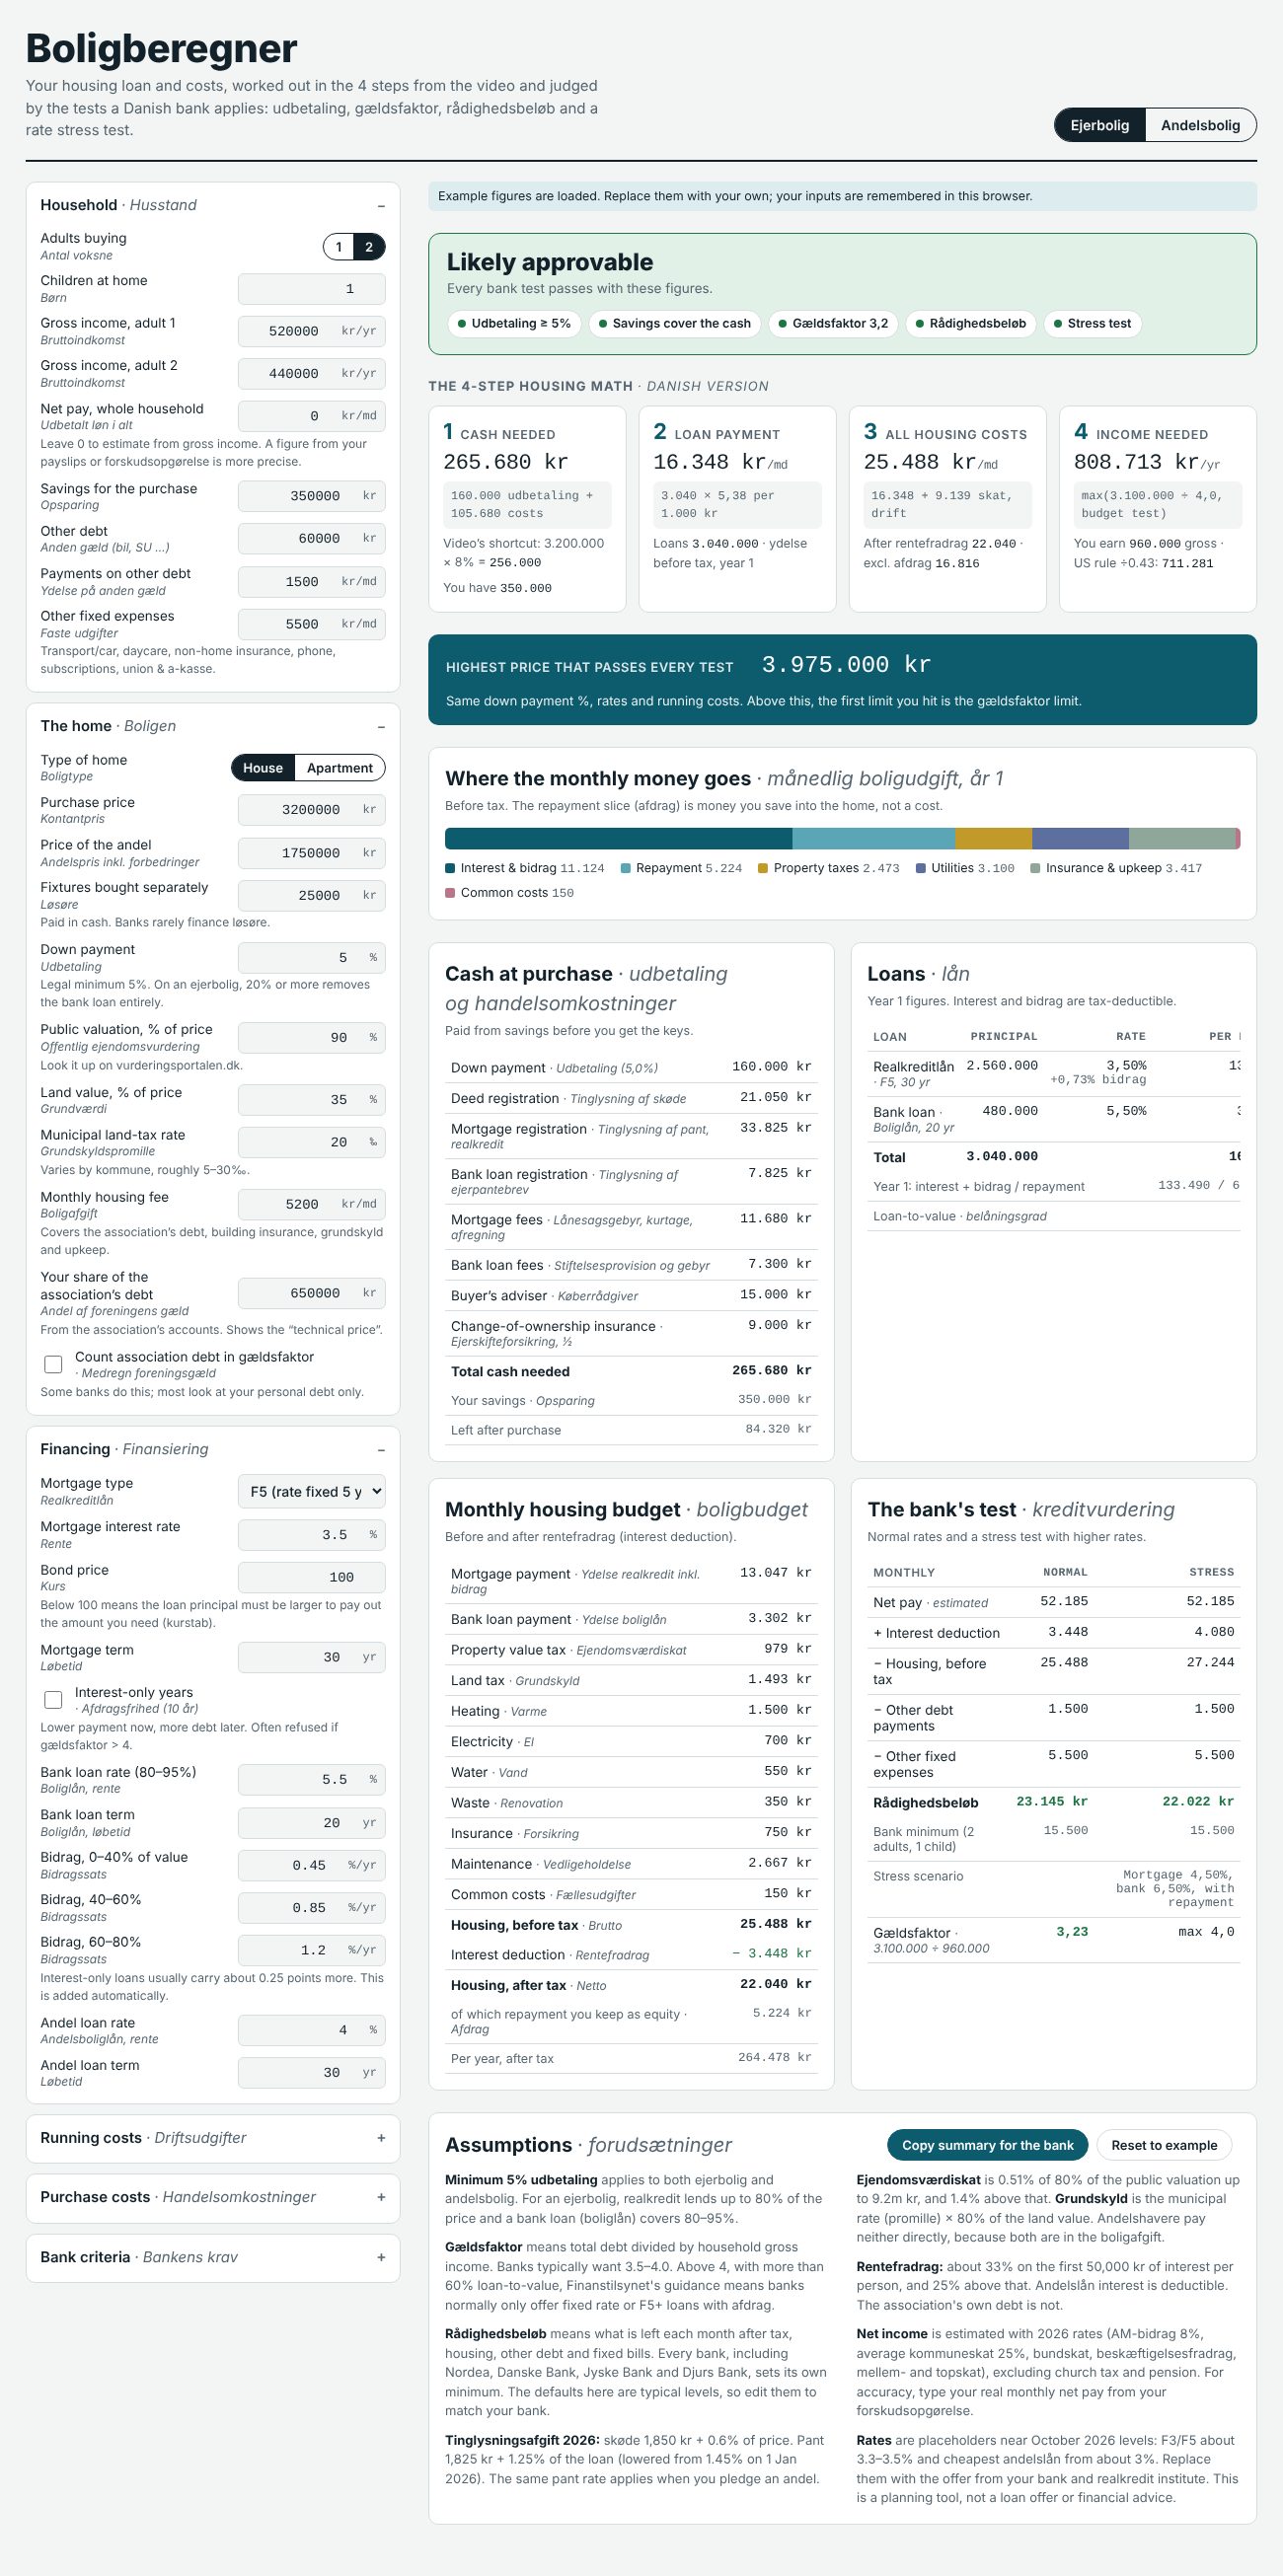 Boligberegner
Your housing loan and costs, worked out in the 4 steps from the video and judged
by the tests a Danish bank applies: udbetaling, gældsfaktor, rådighedsbeløb and a
rate stress test.
Ejerbolig Andelsbolig
Household · Husstand –
Adults buying
Antal voksne
1 2
Children at home
Børn
1
Gross income, adult 1
Bruttoindkomst
520000 kr/yr
Gross income, adult 2
Bruttoindkomst
440000 kr/yr
Net pay, whole household
Udbetalt løn i alt
0 kr/md
Leave 0 to estimate from gross income. A figure from your
payslips or forskudsopgørelse is more precise.
Savings for the purchase
Opsparing
350000 kr
Other debt
Anden gæld (bil, SU ...)
60000 kr
Payments on other debt
Ydelse på anden gæld
1500 kr/md
Other fixed expenses
Faste udgifter
5500 kr/md
Transport/car, daycare, non-home insurance, phone,
subscriptions, union & a-kasse.
The home · Boligen –
Type of home
Boligtype
House Apartment
Purchase price
Kontantpris
3200000 kr
Price of the andel
Andelspris inkl. forbedringer
1750000 kr
Fixtures bought separately
Løsøre
25000 kr
Paid in cash. Banks rarely finance løsøre.
Down payment
Udbetaling
5 %
Legal minimum 5%. On an ejerbolig, 20% or more removes
the bank loan entirely.
Public valuation, % of price
Offentlig ejendomsvurdering
90 %
Look it up on vurderingsportalen.dk.
Land value, % of price
Grundværdi
35 %
Municipal land-tax rate
Grundskyldspromille
20 ‰
Varies by kommune, roughly 5–30‰.
Monthly housing fee
Boligafgift
5200 kr/md
Covers the association’s debt, building insurance, grundskyld
and upkeep.
Your share of the
association’s debt
Andel af foreningens gæld
650000 kr
From the association’s accounts. Shows the “technical price”.
Count association debt in gældsfaktor
· Medregn foreningsgæld
Some banks do this; most look at your personal debt only.
Financing · Finansiering –
Mortgage type
Realkreditlån
F5 (rate fixed 5 y
Mortgage interest rate
Rente
3.5 %
Bond price
Kurs
100
Below 100 means the loan principal must be larger to pay out
the amount you need (kurstab).
Mortgage term
Løbetid
30 yr
Interest-only years
· Afdragsfrihed (10 år)
Lower payment now, more debt later. Often refused if
gældsfaktor > 4.
Bank loan rate (80–95%)
Boliglån, rente
5.5 %
Bank loan term
Boliglån, løbetid
20 yr
Bidrag, 0–40% of value
Bidragssats
0.45 %/yr
Bidrag, 40–60%
Bidragssats
0.85 %/yr
Bidrag, 60–80%
Bidragssats
1.2 %/yr
Interest-only loans usually carry about 0.25 points more. This
is added automatically.
Andel loan rate
Andelsboliglån, rente
4 %
Andel loan term
Løbetid
30 yr
Running costs · Driftsudgifter +
Purchase costs · Handelsomkostninger +
Bank criteria · Bankens krav +
Example figures are loaded. Replace them with your own; your inputs are remembered in this browser.
Likely approvable
Every bank test passes with these figures.
Udbetaling ≥ 5% Savings cover the cash Gældsfaktor 3,2 Rådighedsbeløb Stress test
THE 4-STEP HOUSING MATH · DANISH VERSION
1 CASH NEEDED
265.680 kr
160.000 udbetaling +
105.680 costs
Video’s shortcut: 3.200.000
× 8% = 256.000
You have 350.000
2 LOAN PAYMENT
16.348 kr/md
3.040 × 5,38 per
1.000 kr
Loans 3.040.000 · ydelse
before tax, year 1
3 ALL HOUSING COSTS
25.488 kr/md
16.348 + 9.139 skat,
drift
After rentefradrag 22.040 ·
excl. afdrag 16.816
4 INCOME NEEDED
808.713 kr/yr
max(3.100.000 ÷ 4,0,
budget test)
You earn 960.000 gross ·
US rule ÷0.43: 711.281
HIGHEST PRICE THAT PASSES EVERY TEST 3.975.000 kr
Same down payment %, rates and running costs. Above this, the first limit you hit is the gældsfaktor limit.
Where the monthly money goes · månedlig boligudgift, år 1
Before tax. The repayment slice (afdrag) is money you save into the home, not a cost.
Interest & bidrag 11.124 Repayment 5.224 Property taxes 2.473 Utilities 3.100 Insurance & upkeep 3.417
Common costs 150
Cash at purchase · udbetaling
og handelsomkostninger
Paid from savings before you get the keys.
Down payment · Udbetaling (5,0%) 160.000 kr
Deed registration · Tinglysning af skøde 21.050 kr
Mortgage registration · Tinglysning af pant, 33.825 kr
realkredit
Bank loan registration · Tinglysning af 7.825 kr
ejerpantebrev
Mortgage fees · Lånesagsgebyr, kurtage, 11.680 kr
afregning
Bank loan fees · Stiftelsesprovision og gebyr 7.300 kr
Buyer’s adviser · Køberrådgiver 15.000 kr
Change-of-ownership insurance · 9.000 kr
Ejerskifteforsikring, ½
Total cash needed 265.680 kr
Your savings · Opsparing 350.000 kr
Left after purchase 84.320 kr
Loans · lån
Year 1 figures. Interest and bidrag are tax-deductible.
LOAN PRINCIPAL RATE PER
Realkreditlån 2.560.000 3,50% 13
· F5, 30 yr +0,73% bidrag
Bank loan · 480.000 5,50% 3
Boliglån, 20 yr
Total 3.040.000 16
Year 1: interest + bidrag / repayment 133.490 / 6
Loan-to-value · belåningsgrad
Monthly housing budget · boligbudget
Before and after rentefradrag (interest deduction).
Mortgage payment · Ydelse realkredit inkl. 13.047 kr
bidrag
Bank loan payment · Ydelse boliglån 3.302 kr
Property value tax · Ejendomsværdiskat 979 kr
Land tax · Grundskyld 1.493 kr
Heating · Varme 1.500 kr
Electricity · El 700 kr
Water · Vand 550 kr
Waste · Renovation 350 kr
Insurance · Forsikring 750 kr
Maintenance · Vedligeholdelse 2.667 kr
Common costs · Fællesudgifter 150 kr
Housing, before tax · Brutto 25.488 kr
Interest deduction · Rentefradrag − 3.448 kr
Housing, after tax · Netto 22.040 kr
of which repayment you keep as equity · 5.224 kr
Afdrag
Per year, after tax 264.478 kr
The bank's test · kreditvurdering
Normal rates and a stress test with higher rates.
MONTHLY NORMAL STRESS
Net pay · estimated 52.185 52.185
+ Interest deduction 3.448 4.080
− Housing, before 25.488 27.244
tax
− Other debt 1.500 1.500
payments
− Other fixed 5.500 5.500
expenses
Rådighedsbeløb 23.145 kr 22.022 kr
Bank minimum (2 15.500 15.500
adults, 1 child)
Stress scenario Mortgage 4,50%,
bank 6,50%, with
repayment
Gældsfaktor · 3,23 max 4,0
3.100.000 ÷ 960.000
Assumptions · forudsætninger
Copy summary for the bank Reset to example
Minimum 5% udbetaling applies to both ejerbolig and
andelsbolig. For an ejerbolig, realkredit lends up to 80% of the
price and a bank loan (boliglån) covers 80–95%.
Gældsfaktor means total debt divided by household gross
income. Banks typically want 3.5–4.0. Above 4, with more than
60% loan-to-value, Finanstilsynet's guidance means banks
normally only offer fixed rate or F5+ loans with afdrag.
Rådighedsbeløb means what is left each month after tax,
housing, other debt and fixed bills. Every bank, including
Nordea, Danske Bank, Jyske Bank and Djurs Bank, sets its own
minimum. The defaults here are typical levels, so edit them to
match your bank.
Tinglysningsafgift 2026: skøde 1,850 kr + 0.6% of price. Pant
1,825 kr + 1.25% of the loan (lowered from 1.45% on 1 Jan
2026). The same pant rate applies when you pledge an andel.
Ejendomsværdiskat is 0.51% of 80% of the public valuation up
to 9.2m kr, and 1.4% above that. Grundskyld is the municipal
rate (promille) × 80% of the land value. Andelshavere pay
neither directly, because both are in the boligafgift.
Rentefradrag: about 33% on the first 50,000 kr of interest per
person, and 25% above that. Andelslån interest is deductible.
The association's own debt is not.
Net income is estimated with 2026 rates (AM-bidrag 8%,
average kommuneskat 25%, bundskat, beskæftigelsesfradrag,
mellem- and topskat), excluding church tax and pension. For
accuracy, type your real monthly net pay from your
forskudsopgørelse.
Rates are placeholders near October 2026 levels: F3/F5 about
3.3–3.5% and cheapest andelslån from about 3%. Replace
them with the offer from your bank and realkredit institute. This
is a planning tool, not a loan offer or financial advice.